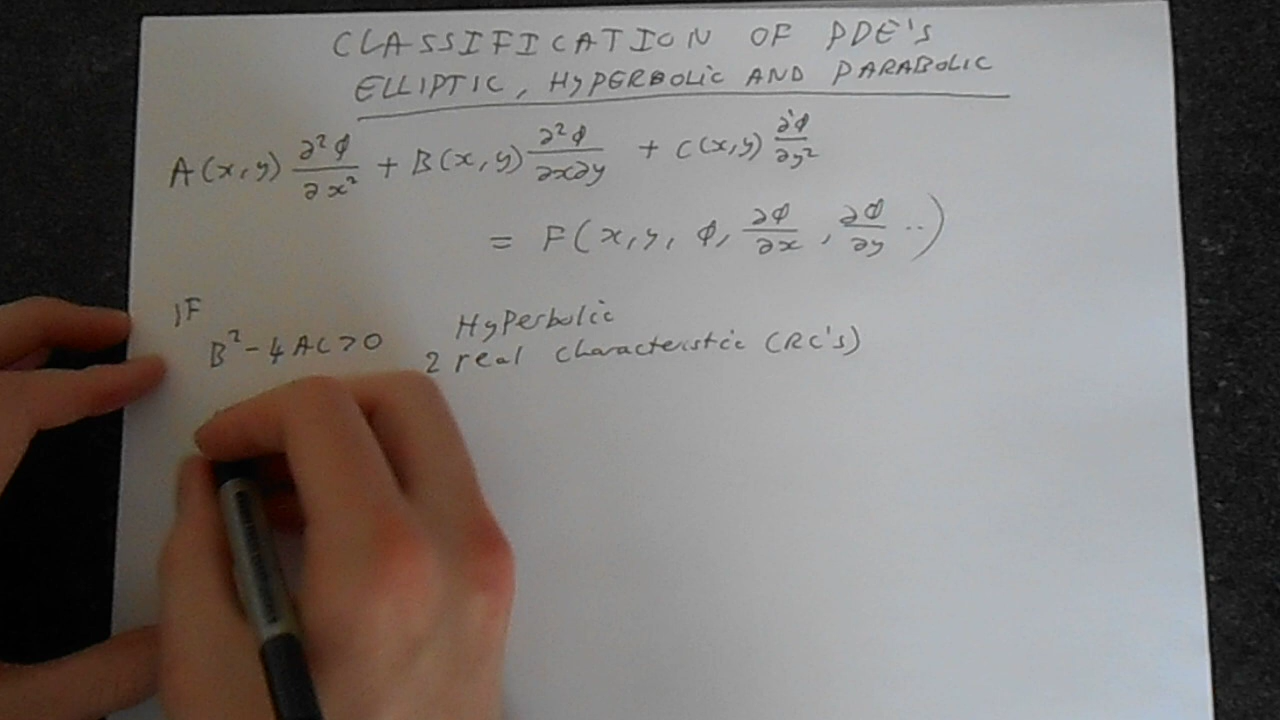 CLASSIFICATION OF PDE's
ELLIPTIC, HyPERBOLic AND PARABOLIC
A(x,y) ∂²φ/∂x² + B(x,y) ∂²φ/∂x∂y + C(x,y) ∂²φ/∂y²
= F(x,y, φ, ∂φ/∂x, ∂φ/∂y ..)
IF
B²-4AC>0 HyPerbolic
2 real characteristic (RC's)